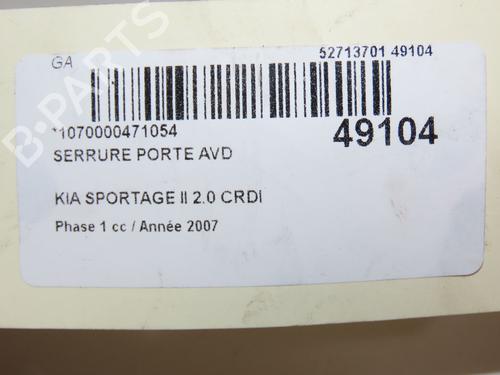 GA
52713701 49104
*1070000471054
49104
SERRURE PORTE AVD
KIA SPORTAGE II 2.0 CRDI
Phase 1 cc / Année 2007
B-PARTS